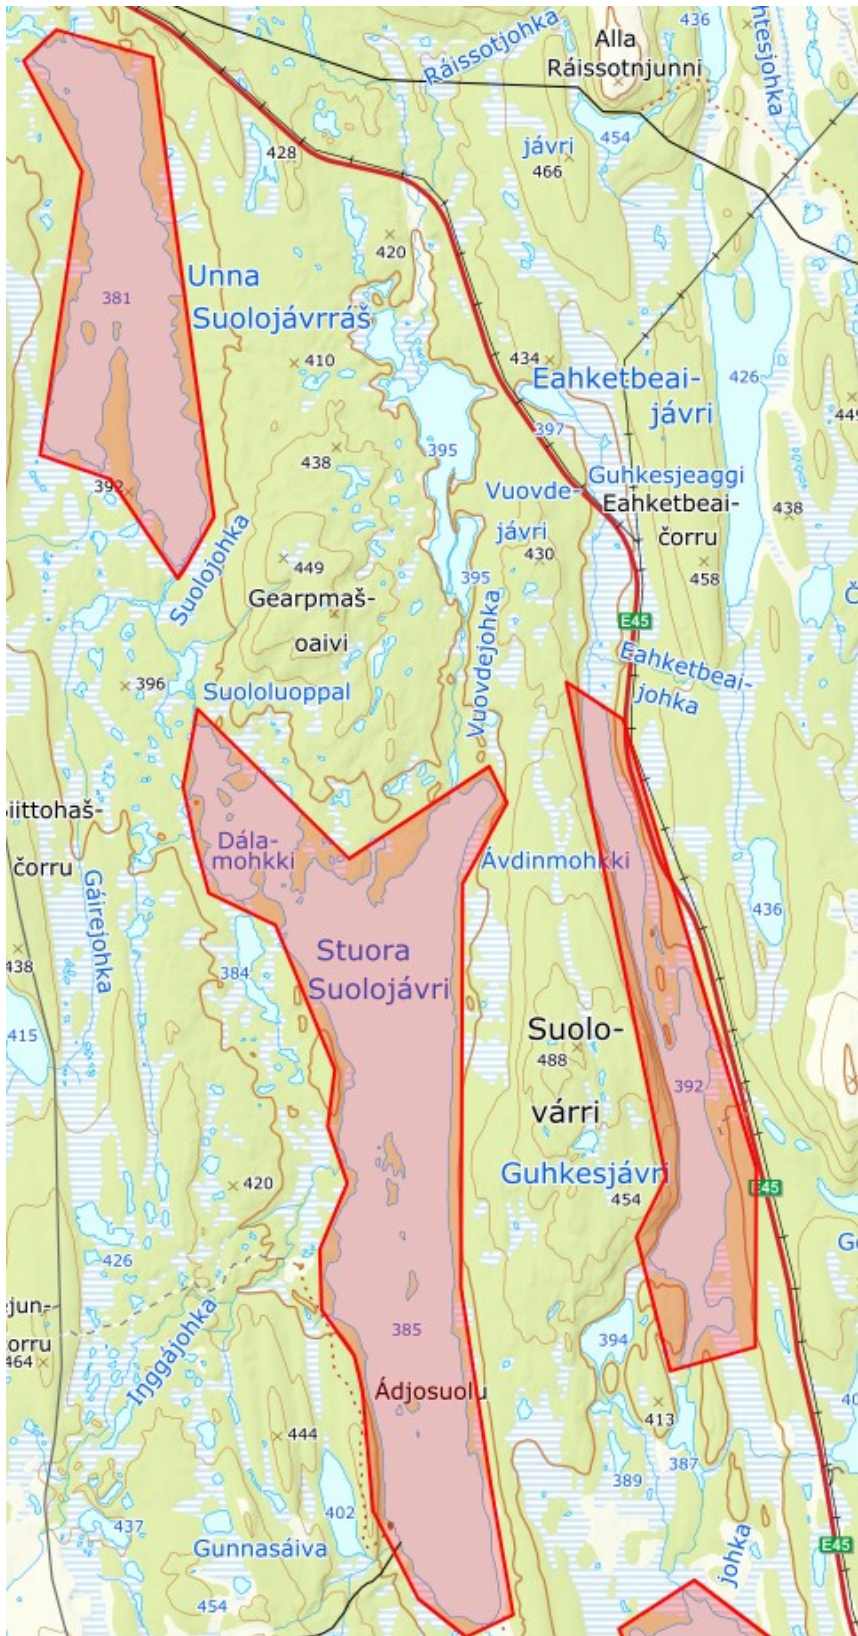 436
Alla
Ráissotnjunni
Ráissotjohka
454
jávri
466
428
420
Unna
Suolojávrráš
381
410
434
Eahketbeai-
jávri
426
397
395
438
392
Vuovde-
jávri
Guhkesjeaggi
Eahketbeai-
čorru
438
430
458
449
395
Suolojohka
Gearpmaš-
oaivi
E45
Eahketbeai-
johka
396
Suololuoppal
Vuovdejohka
čorru
Dála-
mohkki
Ávdinmohkki
Gáirejohka
436
438
384
Stuora
Suolojávri
415
Suolo-
488
várri
392
Guhkesjávri
E45
454
420
426
385
394
464
Iŋggájohka
Ádjosuolu
413
444
389
387
402
437
Gunnasáiva
E45
johka
454